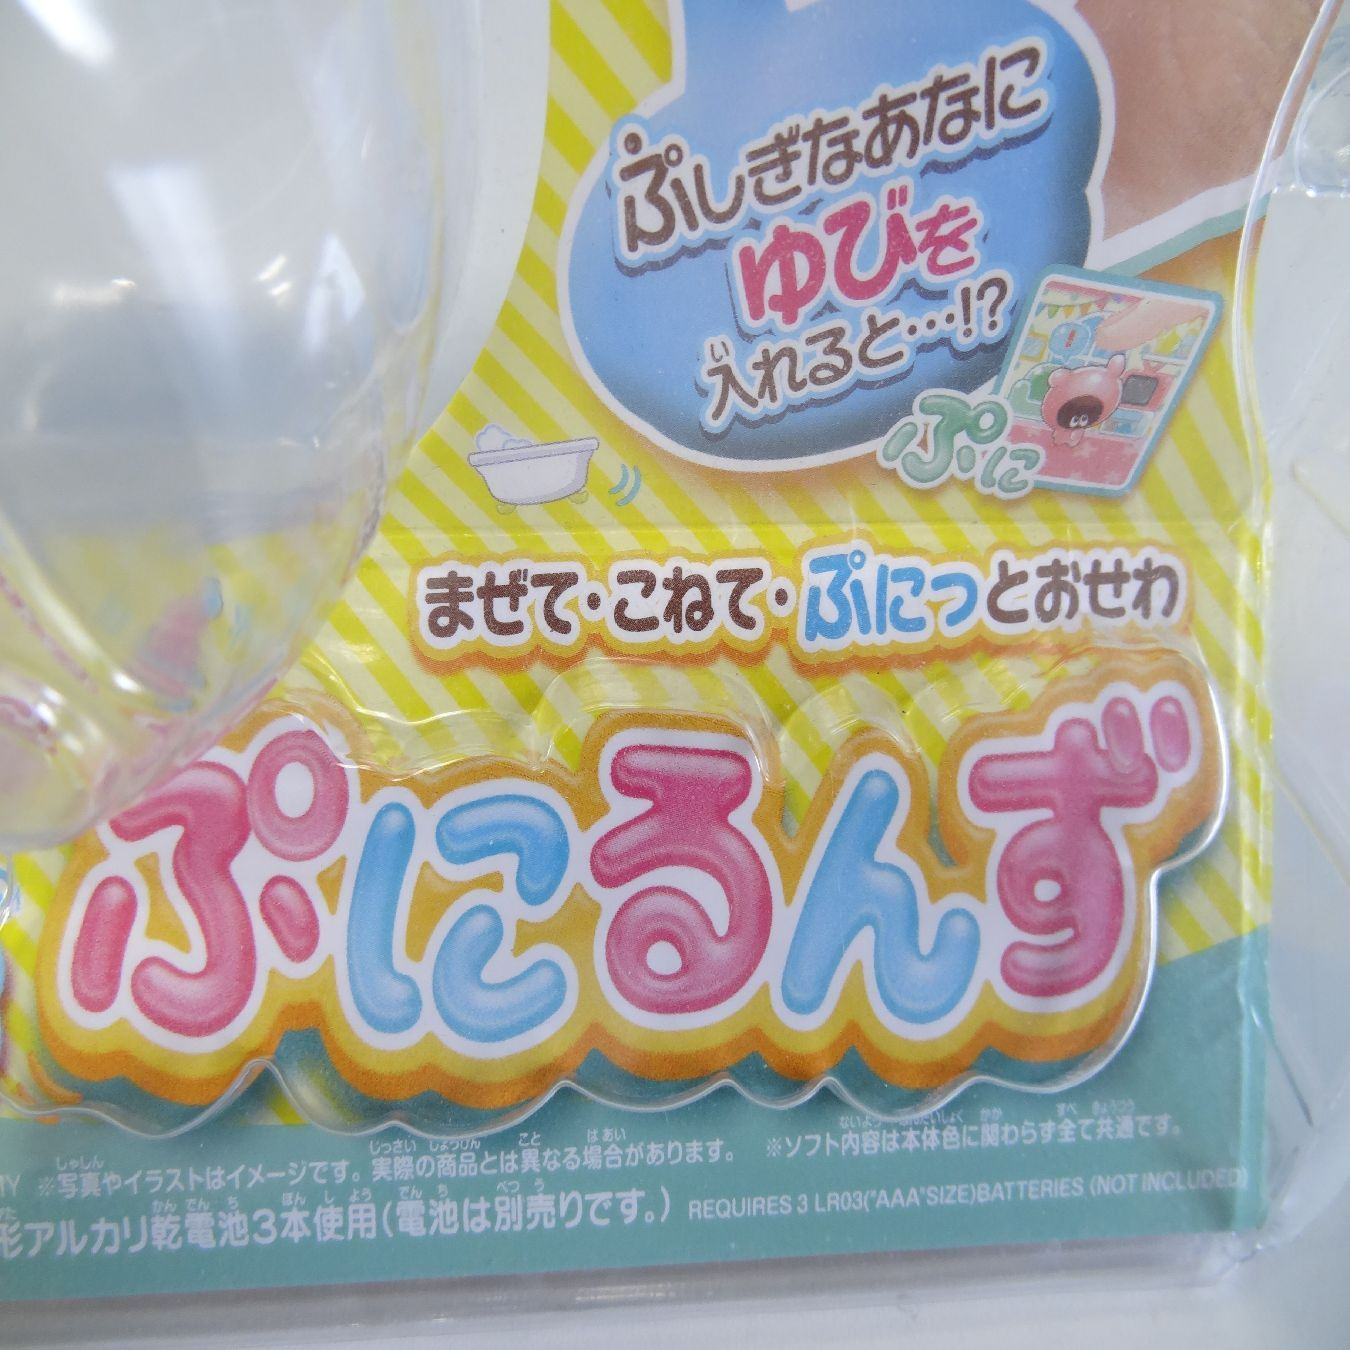 ぷしぎなあなに
ゆびを
入れると…!?
ぷに
まぜて・こねて・ぷにっとおせわ
ぷにるんず
※写真やイラストはイメージです。実際の商品とは異なる場合があります。 ※ソフト内容は本体色に関わらず全て共通です。
形アルカリ乾電池3本使用(電池は別売りです。) REQUIRES 3 LR03("AAA"SIZE)BATTERIES (NOT INCLUDED)